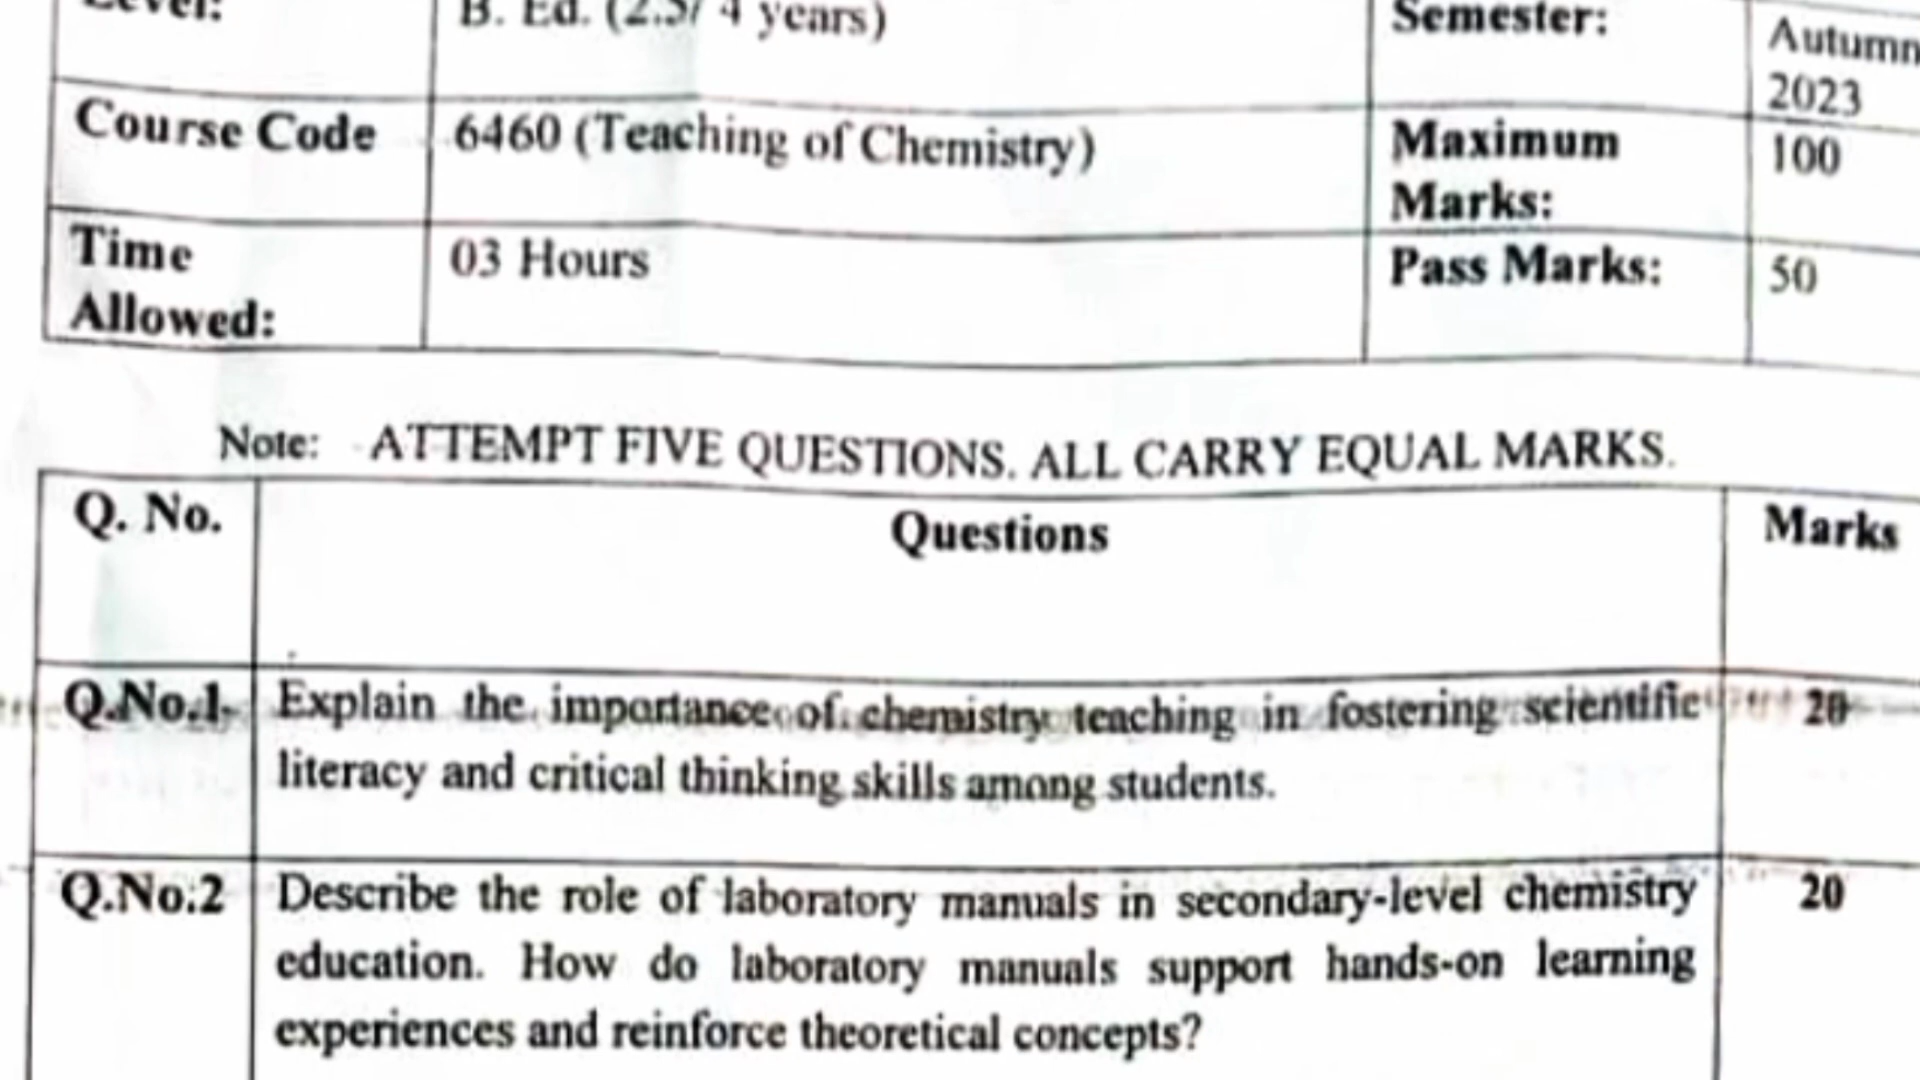 Level:
B. Ed. (2.5/ 4 years)
Semester:
Autumn
2023
Course Code
6460 (Teaching of Chemistry)
Maximum
Marks:
100
Time
Allowed:
03 Hours
Pass Marks:
50
Note: ATTEMPT FIVE QUESTIONS. ALL CARRY EQUAL MARKS.
Q. No.
Questions
Marks
Q.No.1
Explain the importance of chemistry teaching in fostering scientific
literacy and critical thinking skills among students.
20
Q.No:2
Describe the role of laboratory manuals in secondary-level chemistry
education. How do laboratory manuals support hands-on learning
experiences and reinforce theoretical concepts?
20